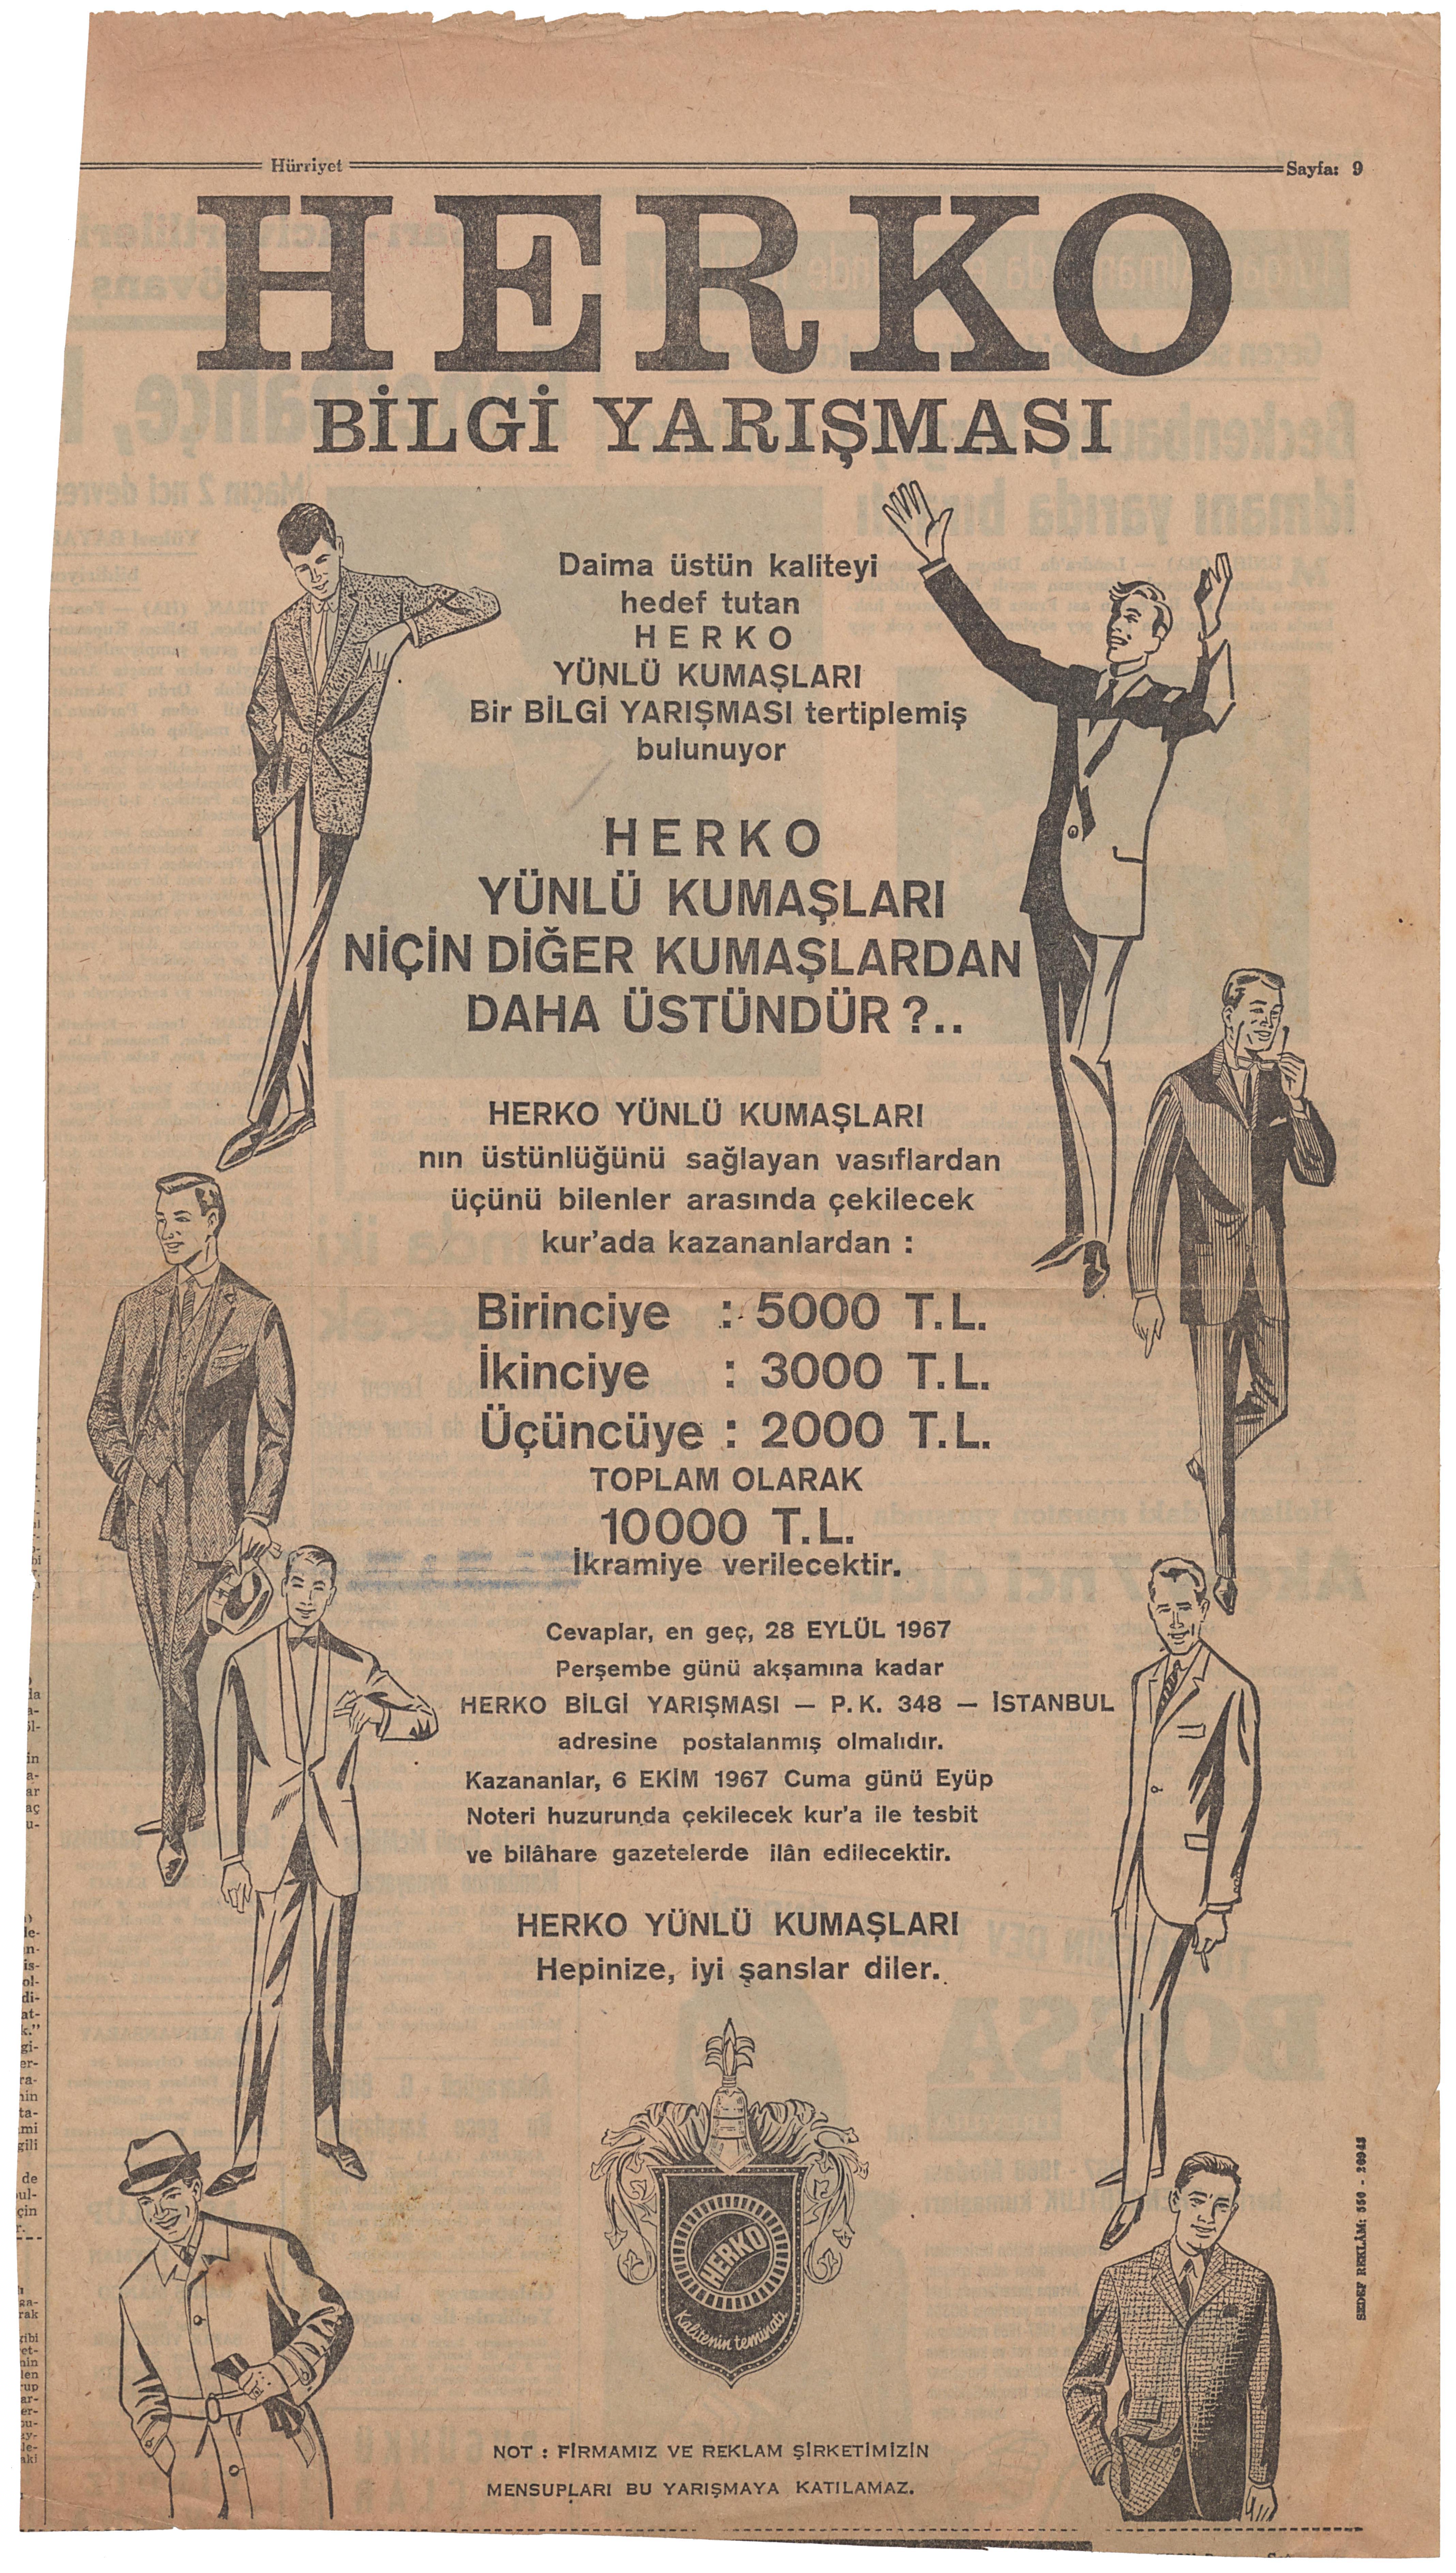 Hürriyet
Sayfa: 9
HERKO
BİLGİ YARIŞMASI
Daima üstün kaliteyi
hedef tutan
HERKO
YÜNLÜ KUMAŞLARI
Bir BİLGİ YARIŞMASI tertiplemiş
bulunuyor
HERKO
YÜNLÜ KUMAŞLARI
NİÇİN DİĞER KUMAŞLARDAN
DAHA ÜSTÜNDÜR ?..
HERKO YÜNLÜ KUMAŞLARI
nın üstünlüğünü sağlayan vasıflardan
üçünü bilenler arasında çekilecek
kur'ada kazananlardan :
Birinciye : 5000 T.L.
İkinciye : 3000 T.L.
Üçüncüye : 2000 T.L.
TOPLAM OLARAK
10000 T.L.
İkramiye verilecektir.
Cevaplar, en geç, 28 EYLÜL 1967
Perşembe günü akşamına kadar
HERKO BİLGİ YARIŞMASI — P.K. 348 — İSTANBUL
adresine postalanmış olmalıdır.
Kazananlar, 6 EKİM 1967 Cuma günü Eyüp
Noteri huzurunda çekilecek kur'a ile tesbit
ve bilâhare gazetelerde ilân edilecektir.
HERKO YÜNLÜ KUMAŞLARI
Hepinize, iyi şanslar diler.
HERKO
Kalitenin teminatı
SEDEF REKLÂM: 550 - 20948
NOT : FİRMAMIZ VE REKLAM ŞİRKETİMİZİN
MENSUPLARI BU YARIŞMAYA KATILAMAZ.